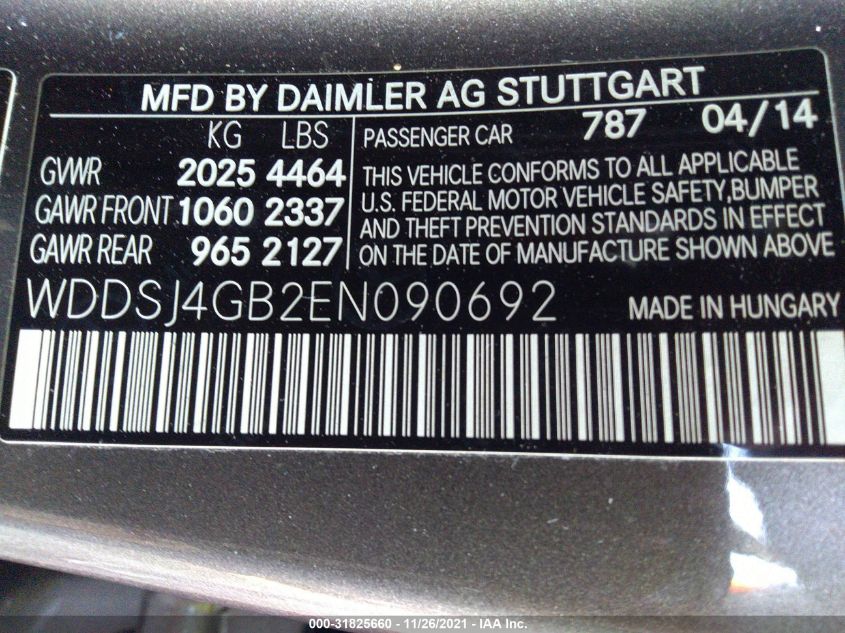 MFD BY DAIMLER AG STUTTGART
KG LBS
GVWR 2025 4464
GAWR FRONT 1060 2337
GAWR REAR 965 2127
PASSENGER CAR 787 04/14
THIS VEHICLE CONFORMS TO ALL APPLICABLE
U.S. FEDERAL MOTOR VEHICLE SAFETY, BUMPER
AND THEFT PREVENTION STANDARDS IN EFFECT
ON THE DATE OF MANUFACTURE SHOWN ABOVE
WDDSJ4GB2EN090692 MADE IN HUNGARY
000-31825660 - 11/26/2021 - IAA Inc.